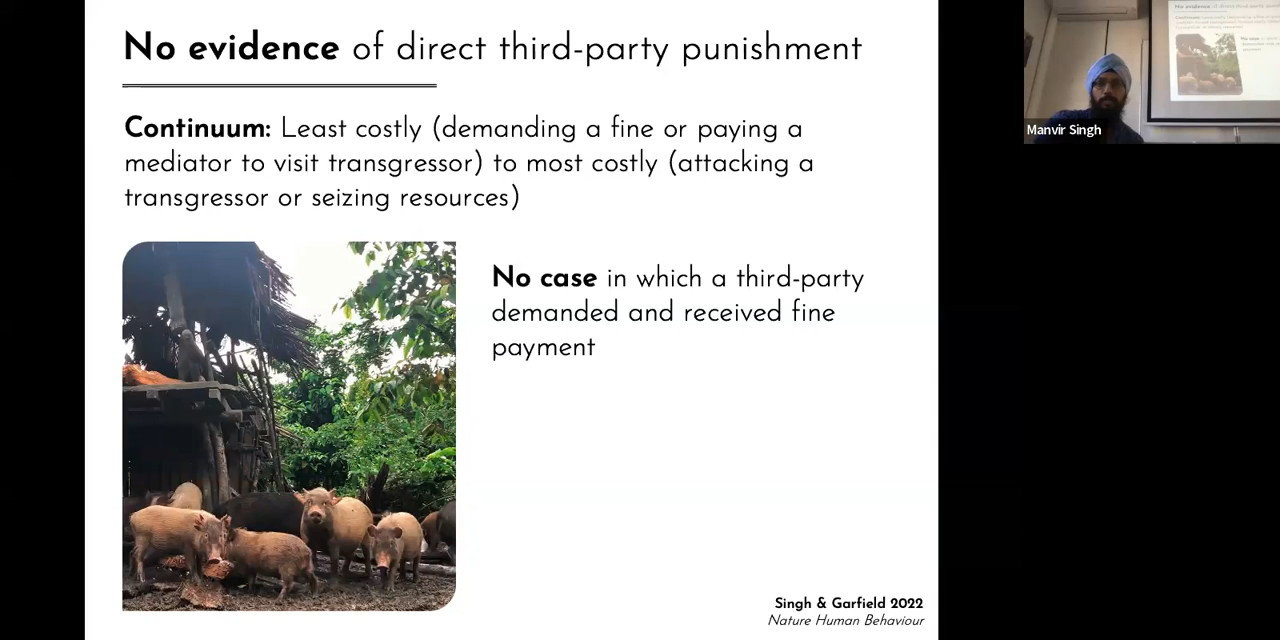 No evidence of direct third-party punishment
Continuum: Least costly (demanding a fine or paying a
mediator to visit transgressor) to most costly (attacking a
transgressor or seizing resources)
No case in which a third-party
demanded and received fine
payment
Singh & Garfield 2022
Nature Human Behaviour
Manvir Singh